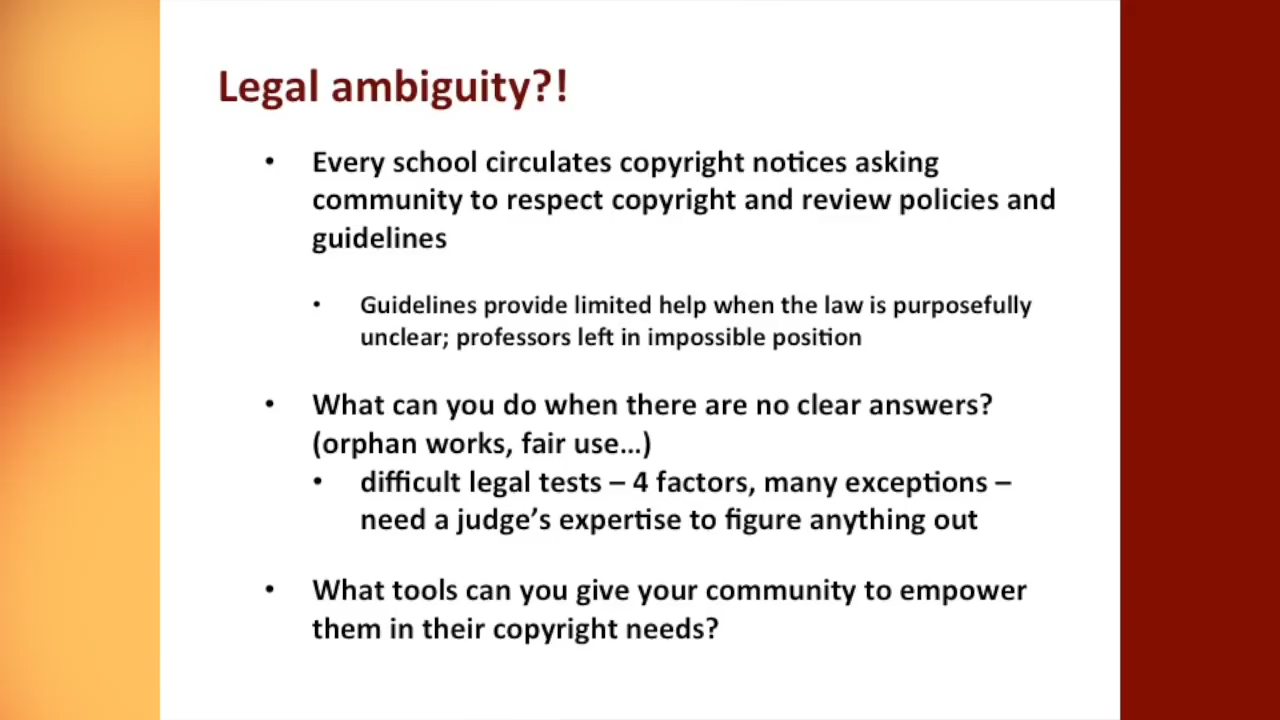 Legal ambiguity?!
• Every school circulates copyright notices asking
community to respect copyright and review policies and
guidelines
• Guidelines provide limited help when the law is purposefully
unclear; professors left in impossible position
• What can you do when there are no clear answers?
(orphan works, fair use...)
• difficult legal tests – 4 factors, many exceptions –
need a judge’s expertise to figure anything out
• What tools can you give your community to empower
them in their copyright needs?